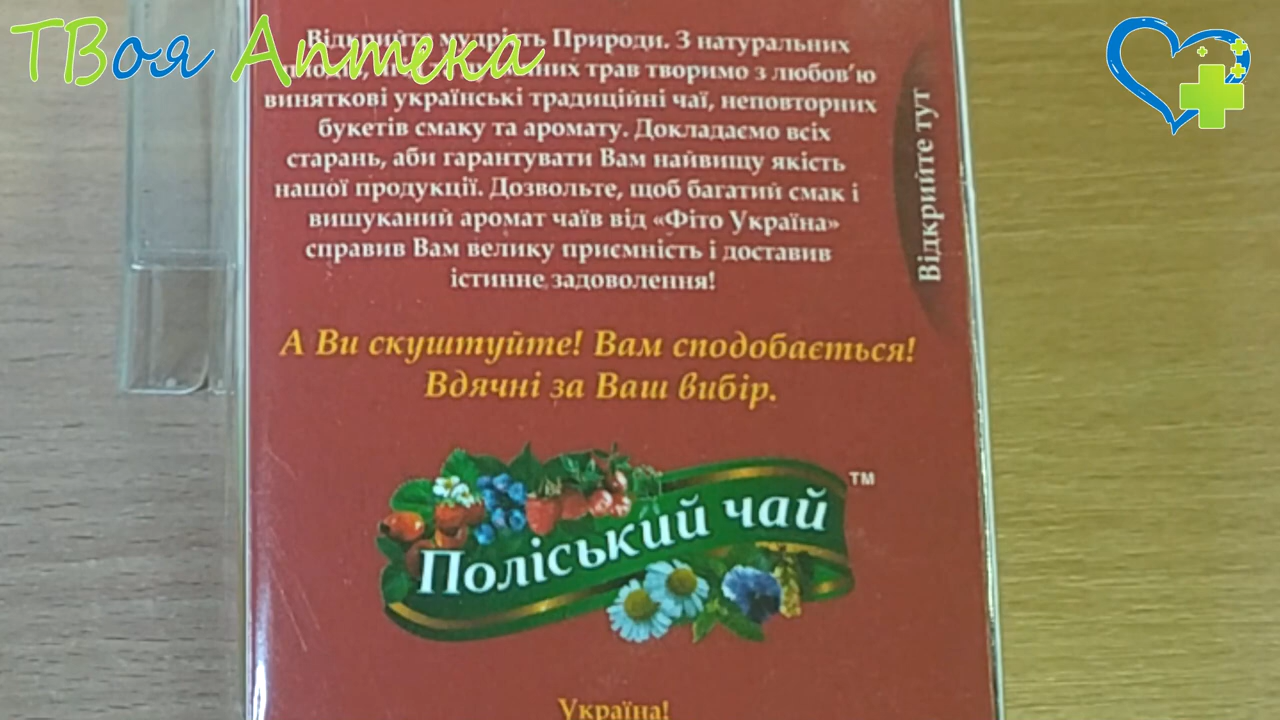 ТВоя Аптека
Відкрийте мудрість Природи. З натуральних
трав творимо з любов’ю
виняткові українські традиційні чаї, неповторних
букетів смаку та аромату. Докладаємо всіх
старань, аби гарантувати Вам найвищу якість
нашої продукції. Дозвольте, щоб багатий смак і
вишуканий аромат чаїв від «Фіто Україна»
справив Вам велику приємність і доставив
істинне задоволення!
Відкрийте тут
А Ви скуштуйте! Вам сподобається!
Вдячні за Ваш вибір.
Поліський чай TM
Україна!